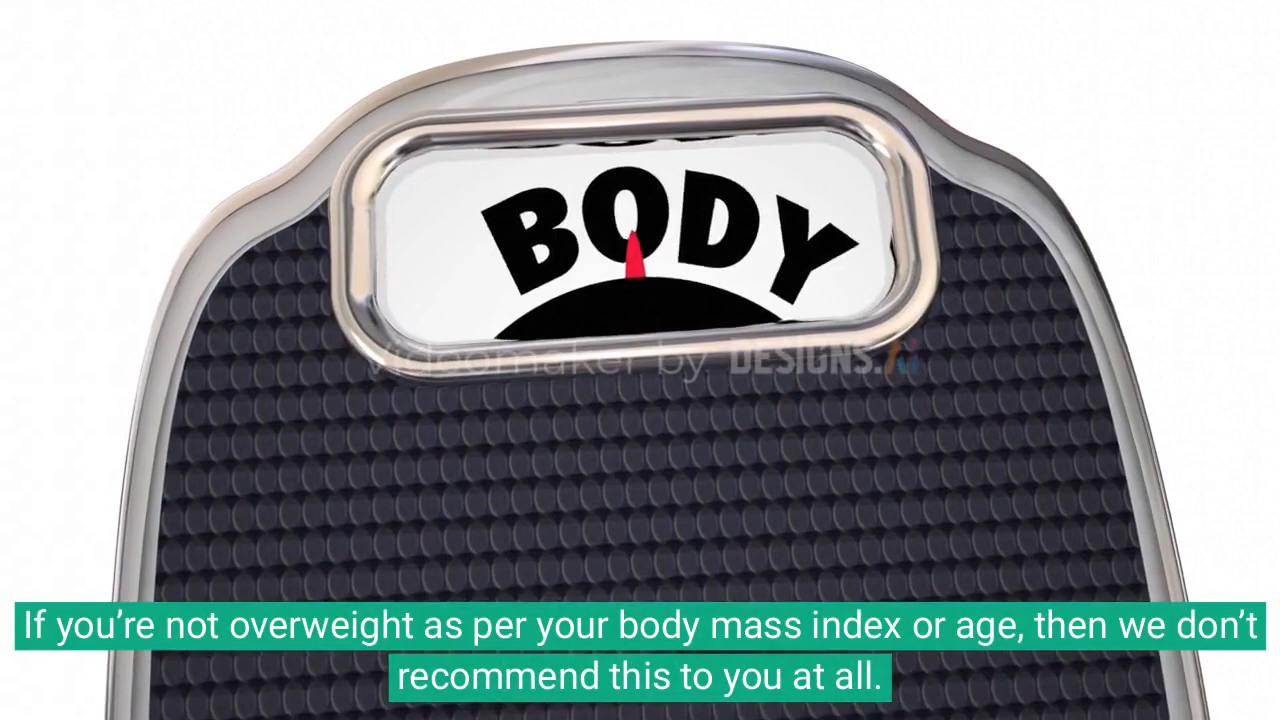 BODY
Videomaker by DESIGNS.Ai
If you’re not overweight as per your body mass index or age, then we don’t
recommend this to you at all.